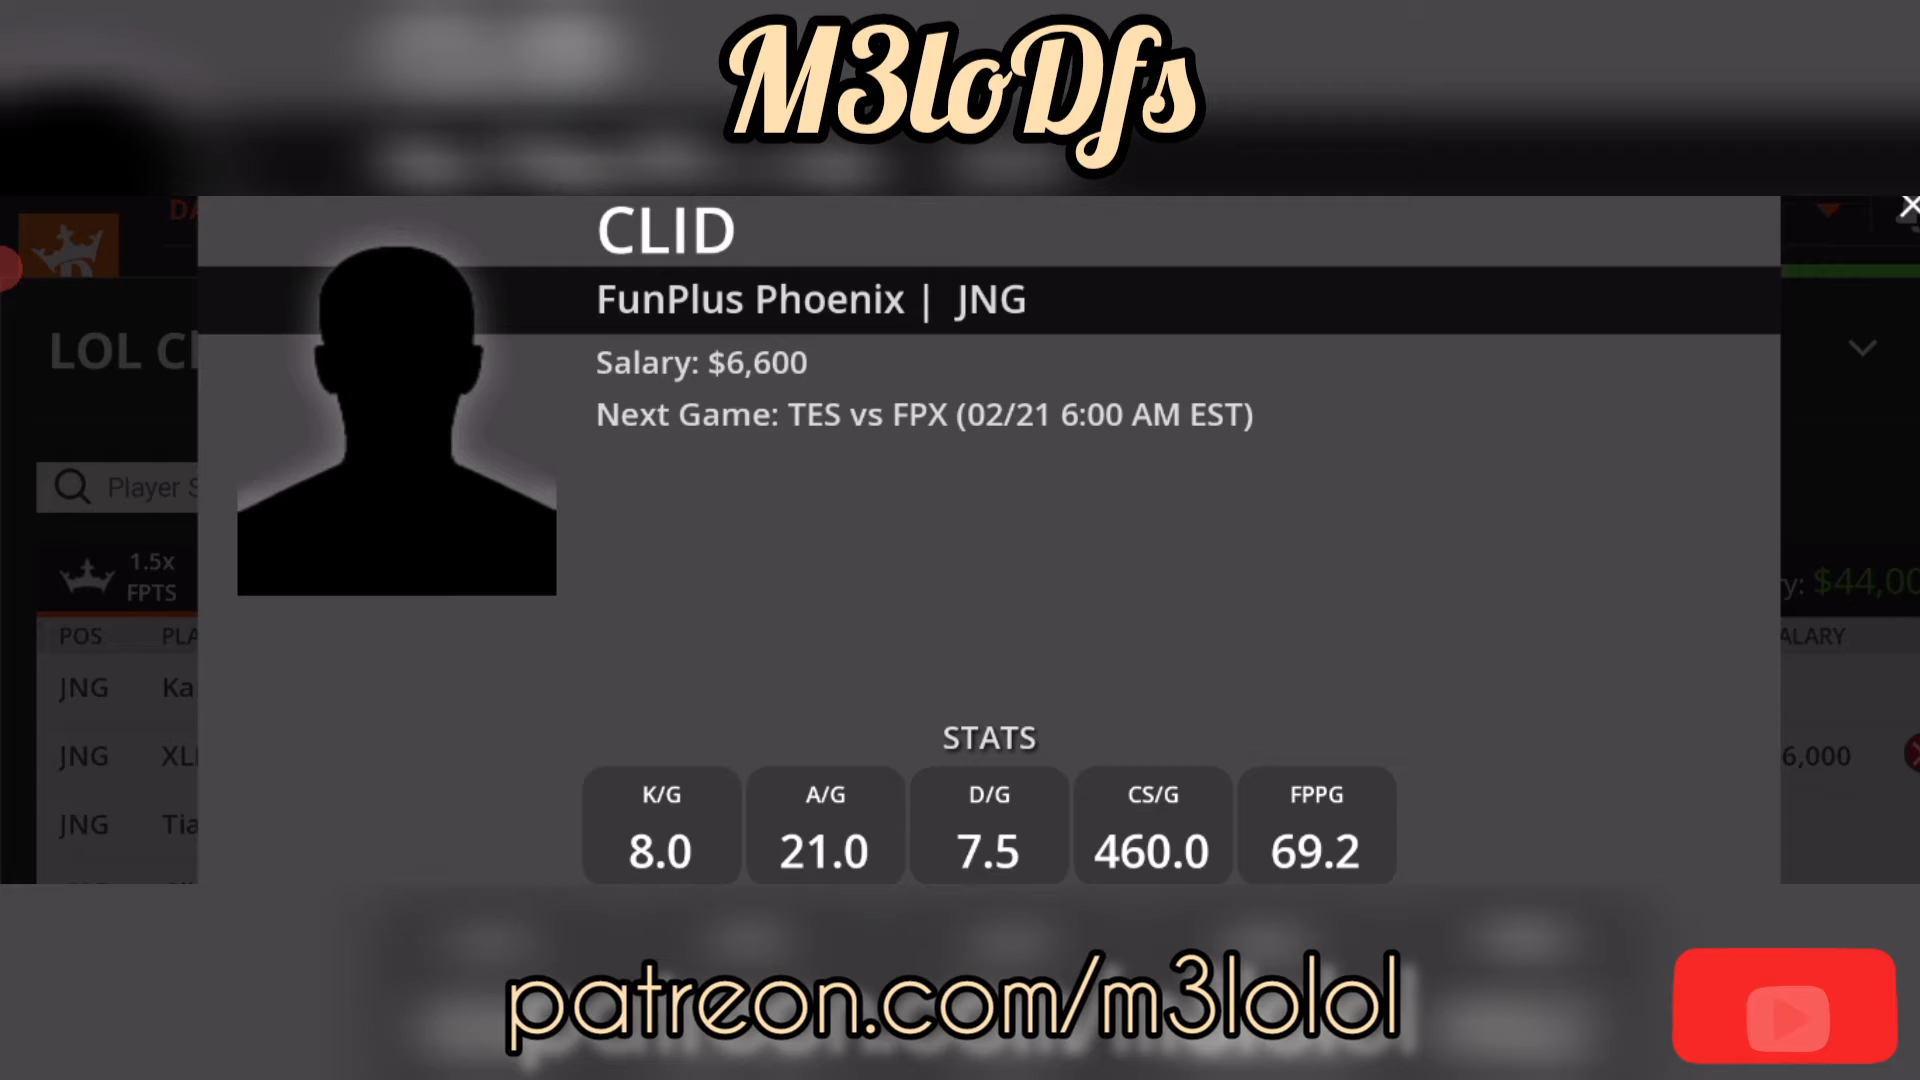 M3loDfs
CLID
FunPlus Phoenix | JNG
Salary: $6,600
Next Game: TES vs FPX (02/21 6:00 AM EST)
LOL
Player
1.5x
FPTS
$44,00
POS
JNG
JNG
JNG
6,000
STATS
K/G A/G D/G CS/G FPPG
8.0 21.0 7.5 460.0 69.2
patreon.com/m3lolol